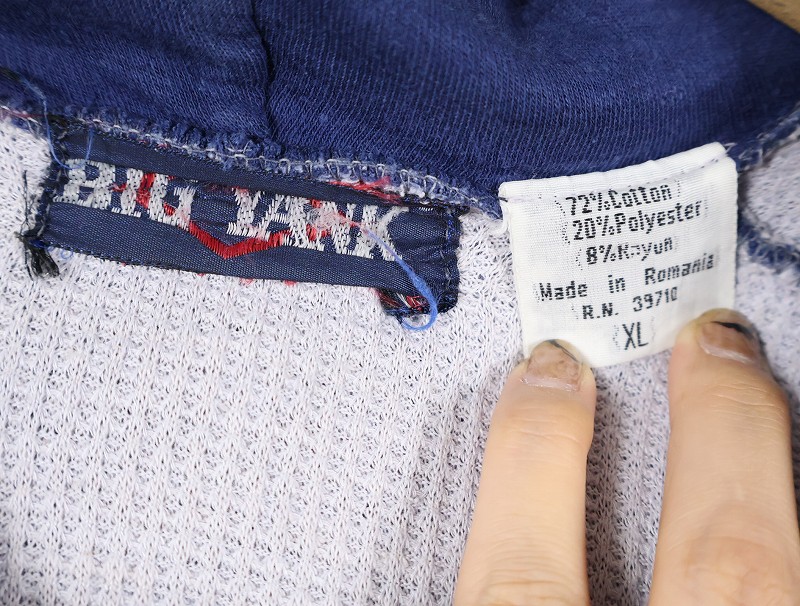 BIG YANK
72%Cotton
20%Polyester
8%Rayon
Made in Romania
R.N. 39710
XL